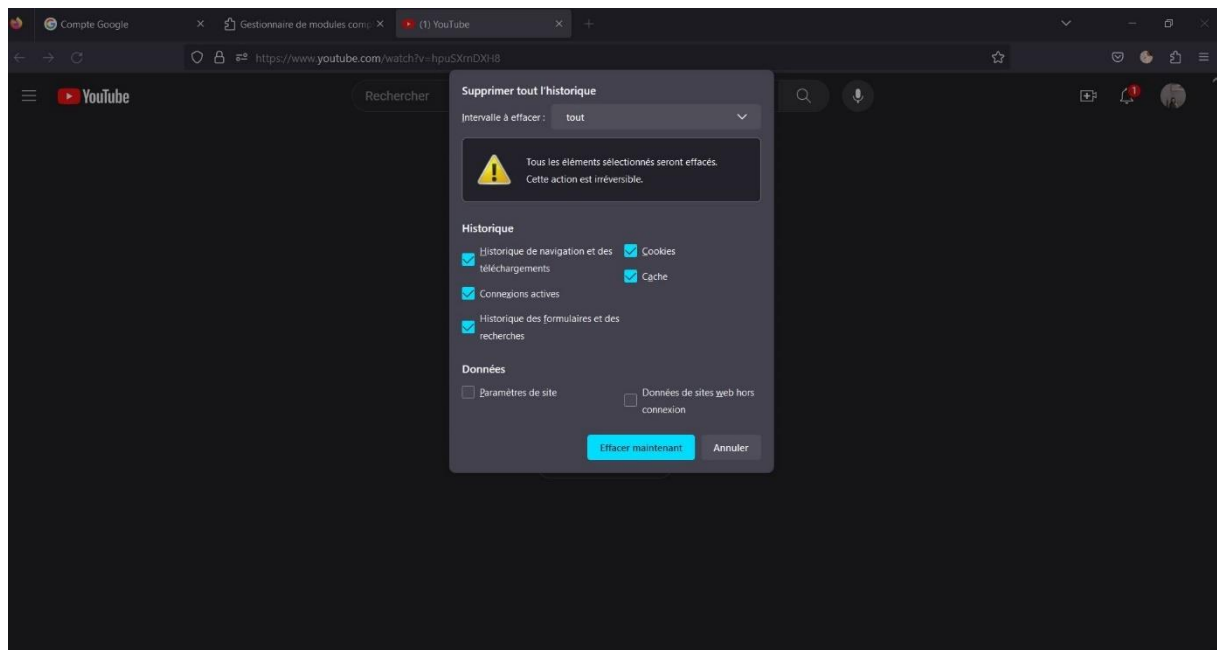 Compte Google
Gestionnaire de modules comp
(1) YouTube
https://www.youtube.com/watch?v=hpuSXmDXH8
YouTube
Rechercher
1
Supprimer tout l'historique
Intervalle à effacer : tout
Tous les éléments sélectionnés seront effacés.
Cette action est irréversible.
Historique
Historique de navigation et des
téléchargements
Cookies
Cache
Connexions actives
Historique des formulaires et des
recherches
Données
Paramètres de site
Données de sites web hors
connexion
Effacer maintenant
Annuler